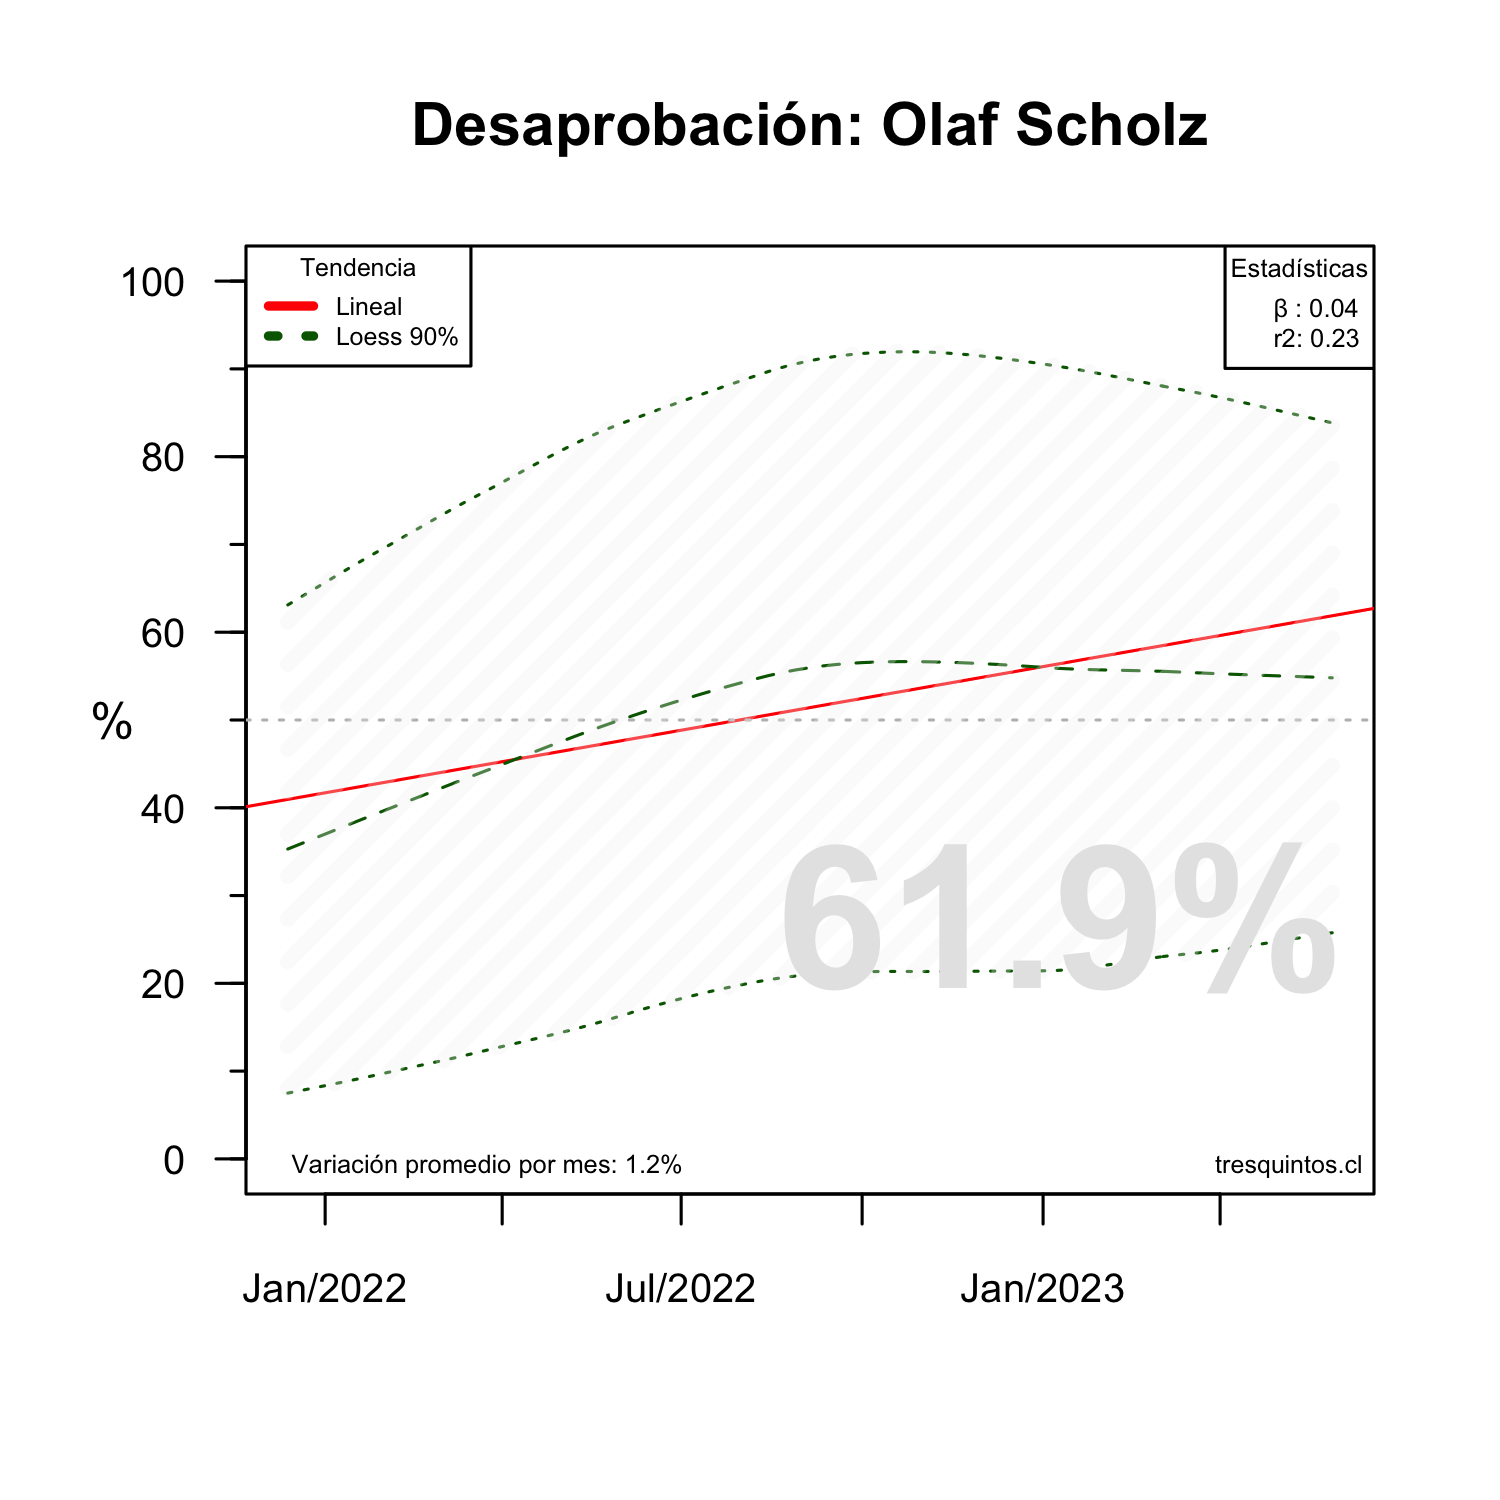 Desaprobación: Olaf Scholz
Tendencia
Lineal
Loess 90%
Estadísticas
β : 0.04
r2: 0.23
100
80
60
%
40
20
0
61.9%
Variación promedio por mes: 1.2%
tresquintos.cl
Jan/2022
Jul/2022
Jan/2023